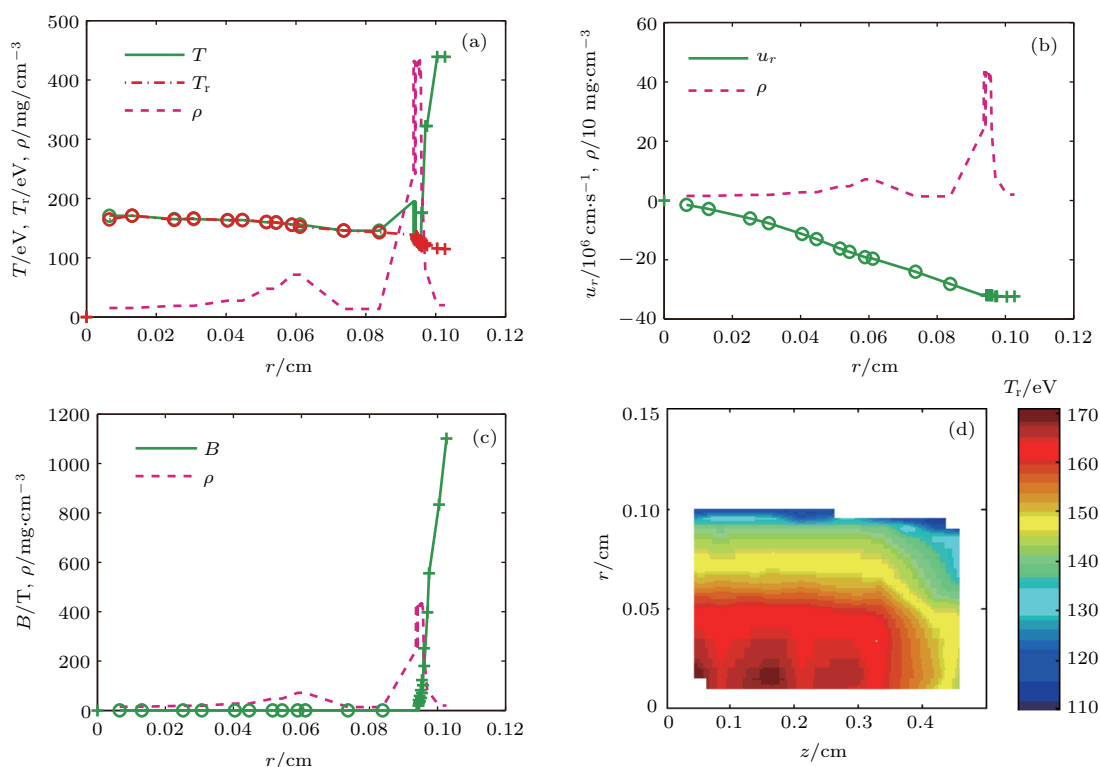 500
400
300
200
100
0
0
0.02
0.04
0.06
0.08
0.10
0.12
T/eV, Tr/eV, ρ/mg/cm−3
r/cm
(a)
T
Tr
ρ
60
40
20
0
−20
−40
0
0.02
0.04
0.06
0.08
0.10
0.12
ur/10^6 cm·s−1, ρ/10 mg·cm−3
r/cm
(b)
ur
ρ
1200
1000
800
600
400
200
0
0
0.02
0.04
0.06
0.08
0.10
0.12
B/T, ρ/mg·cm−3
r/cm
(c)
B
ρ
Tr/eV
0.15
0.10
0.05
0
0
0.1
0.2
0.3
0.4
r/cm
z/cm
(d)
170
160
150
140
130
120
110